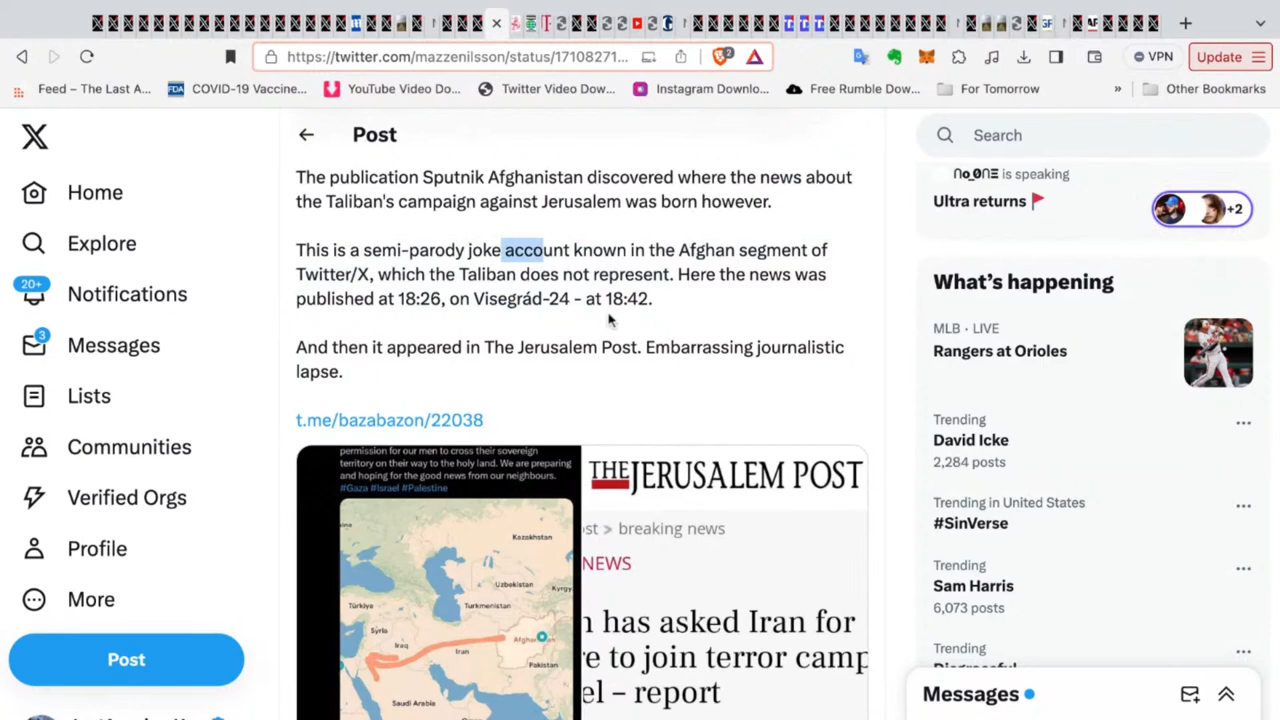 https://twitter.com/mazzenilsson/status/17108271...
2
VPN
Update
Feed – The Last A...
COVID-19 Vaccine...
YouTube Video Do...
Twitter Video Dow...
Instagram Downlo...
Free Rumble Dow...
For Tomorrow
»
Other Bookmarks
Home
Explore
20+
Notifications
3
Messages
Lists
Communities
Verified Orgs
Profile
More
Post
Post
The publication Sputnik Afghanistan discovered where the news about
the Taliban's campaign against Jerusalem was born however.
This is a semi-parody joke account known in the Afghan segment of
Twitter/X, which the Taliban does not represent. Here the news was
published at 18:26, on Visegrád-24 - at 18:42.
And then it appeared in The Jerusalem Post. Embarrassing journalistic
lapse.
t.me/bazabazon/22038
permission for our men to cross their sovereign
territory on their way to the holy land. We are preparing
and hoping for the good news from our neighbours.
#Gaza #Israel #Palestine
Kazakhstan
Uzbekistan
Kyrgy
Türkiye
Turkmenistan
Syria
Iraq
Iran
Afghanistan
Pakistan
Saudi Arabia
THE JERUSALEM POST
st > breaking news
NEWS
n has asked Iran for
re to join terror camp
el – report
Search
is speaking
Ultra returns
+2
What's happening
MLB · LIVE
Rangers at Orioles
Trending
David Icke
2,284 posts
Trending in United States
#SinVerse
Trending
Sam Harris
6,073 posts
Trending
Disgraceful
Messages